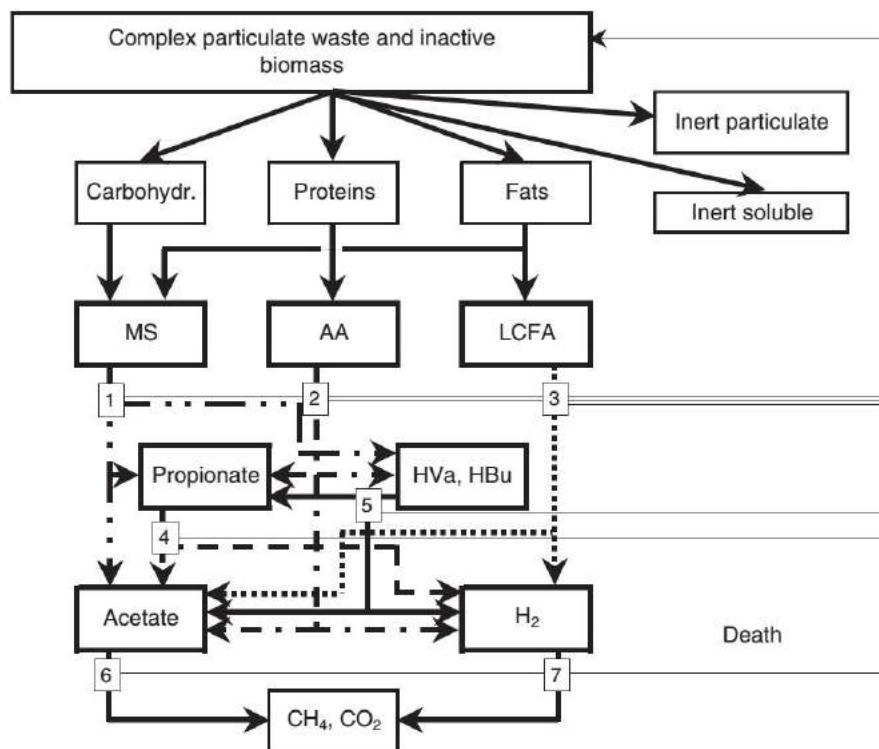 Complex particulate waste and inactive
biomass
Inert particulate
Carbohydr.
Proteins
Fats
Inert soluble
MS
AA
LCFA
1
2
3
Propionate
HVa, HBu
5
4
Acetate
H₂
Death
6
7
CH₄, CO₂